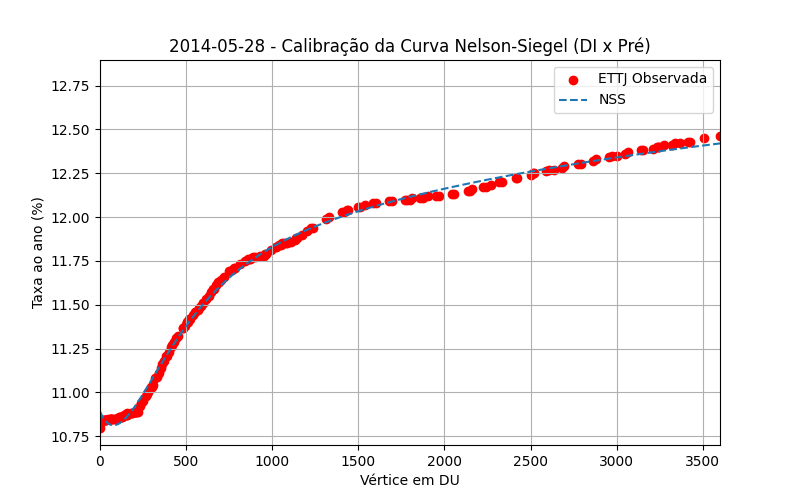 2014-05-28 - Calibração da Curva Nelson-Siegel (DI x Pré)
ETTJ Observada
NSS
Taxa ao ano (%)
12.75
12.50
12.25
12.00
11.75
11.50
11.25
11.00
10.75
0 500 1000 1500 2000 2500 3000 3500
Vértice em DU